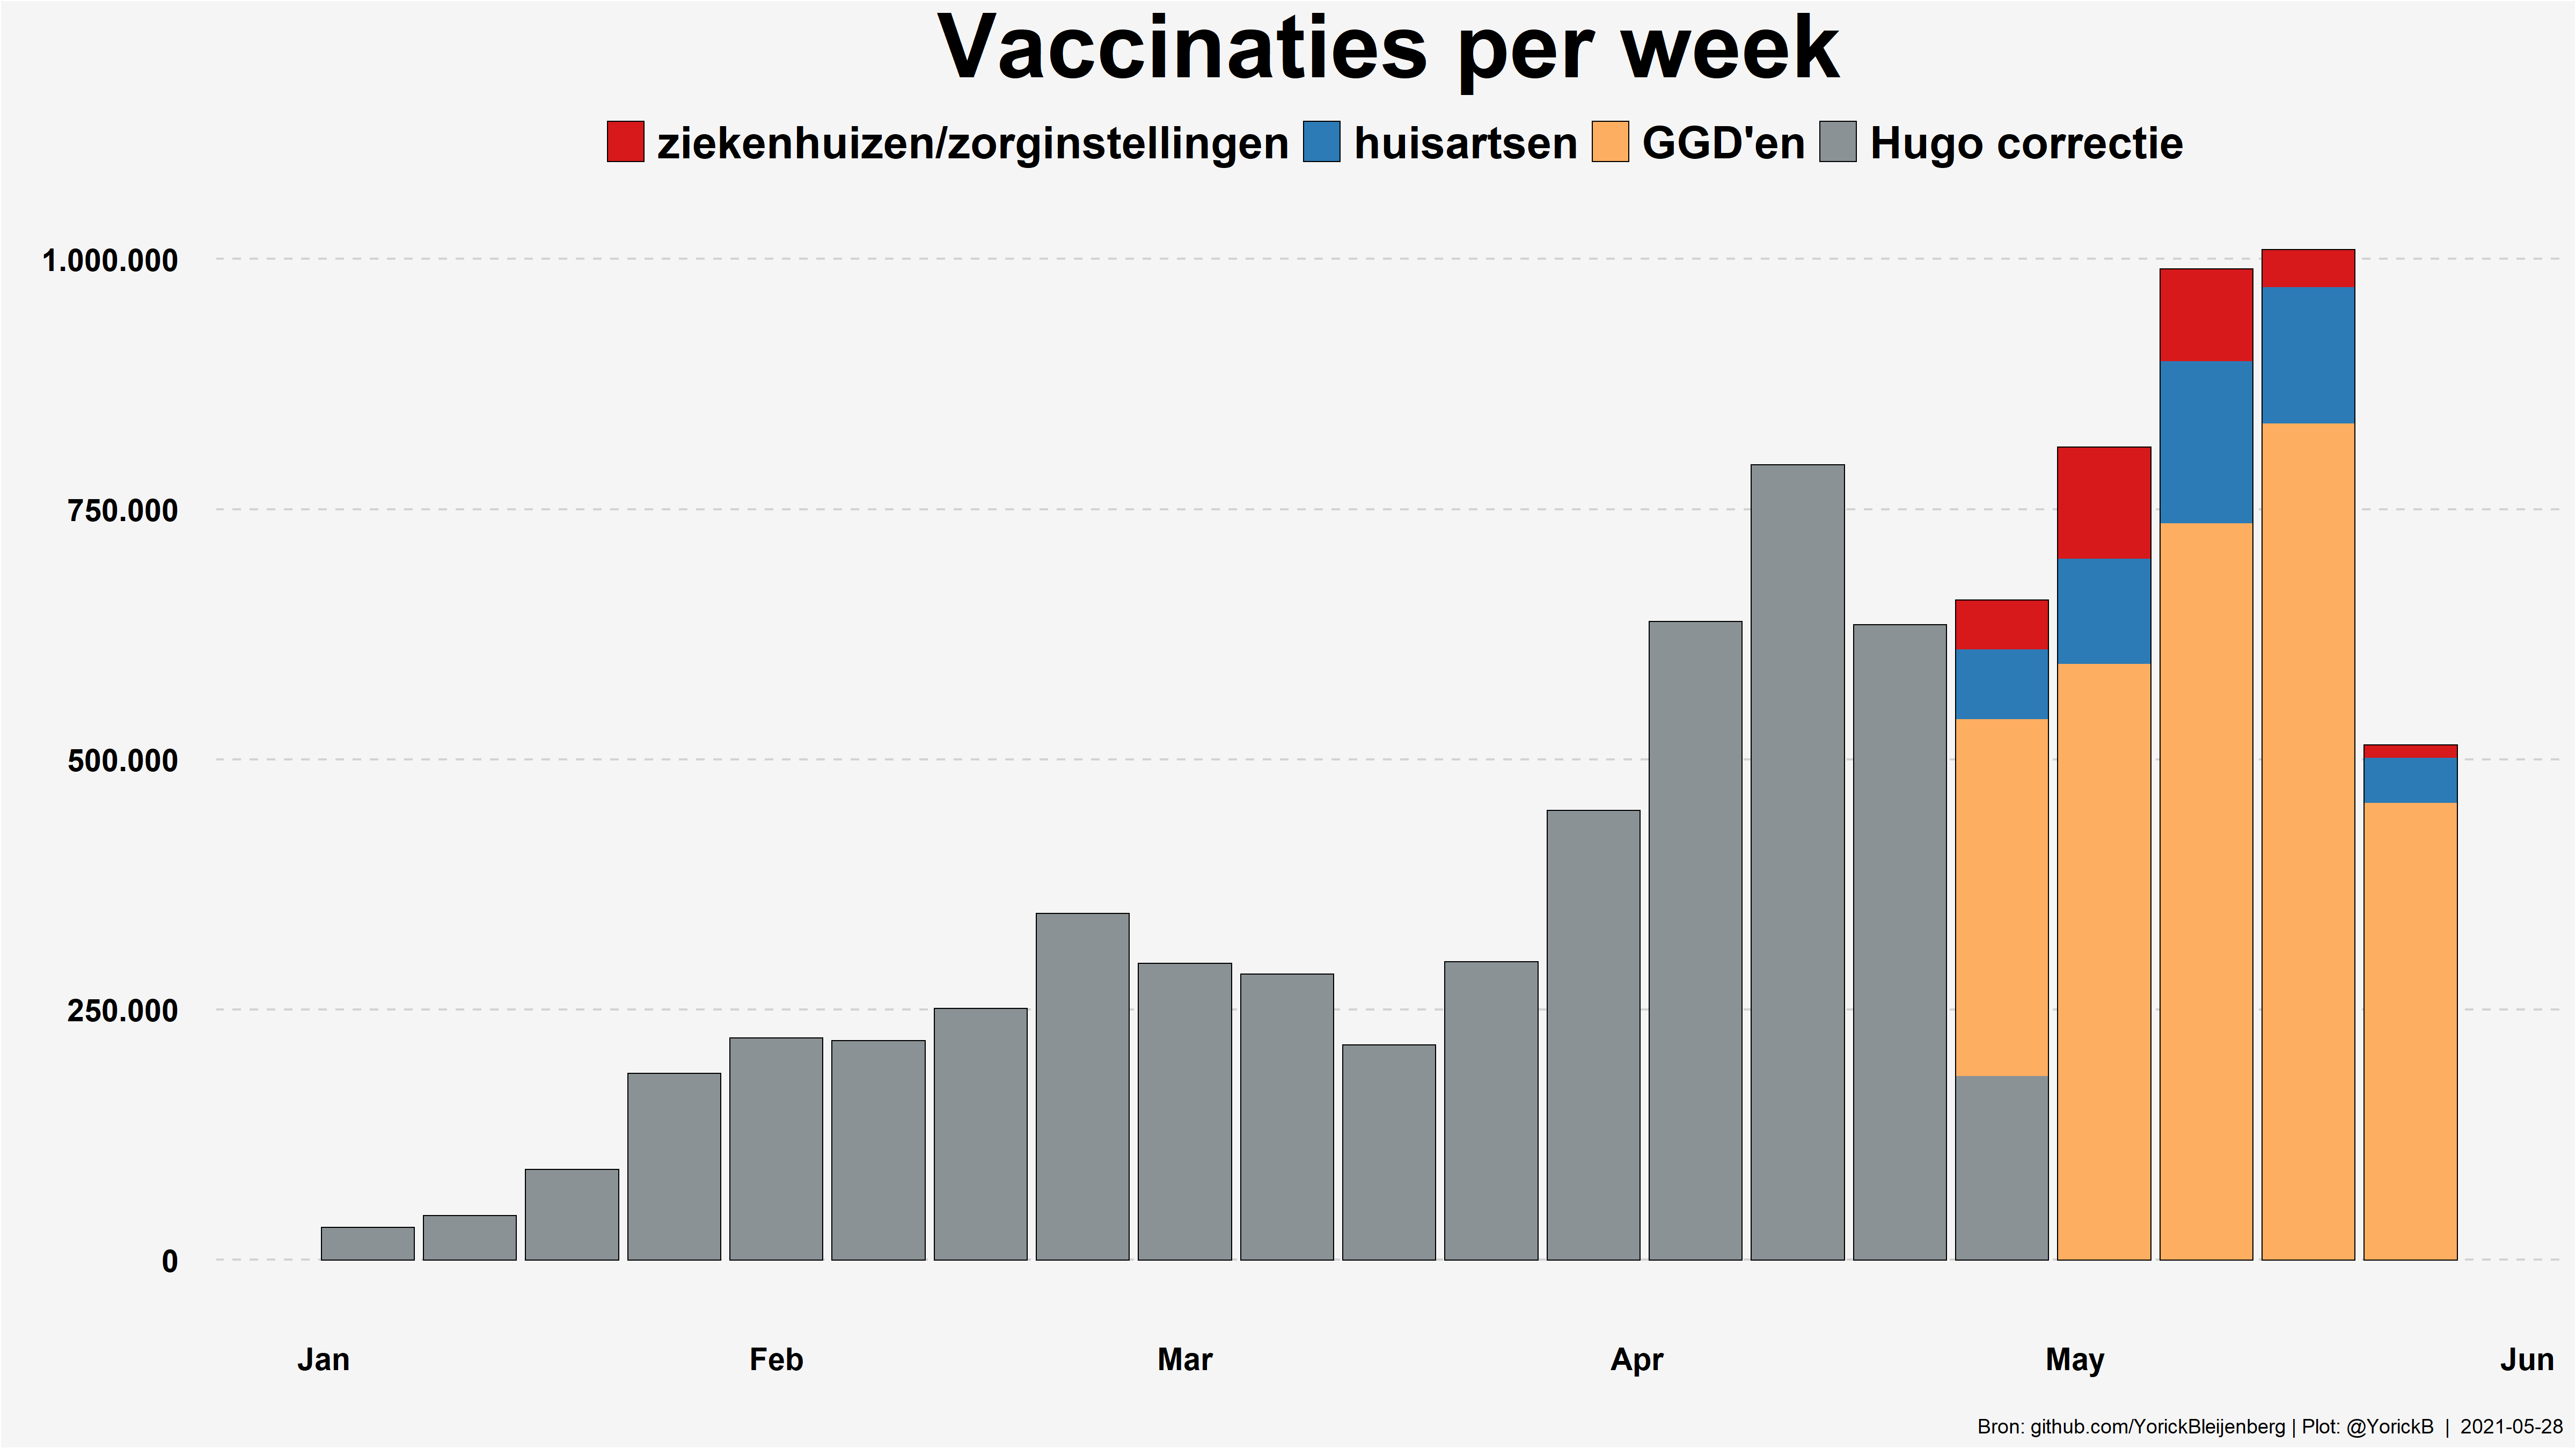 Vaccinaties per week
ziekenhuizen/zorginstellingen huisartsen GGD'en Hugo correctie
1.000.000
750.000
500.000
250.000
0
Jan Feb Mar Apr May Jun
Bron: github.com/YorickBleijenberg | Plot: @YorickB | 2021-05-28